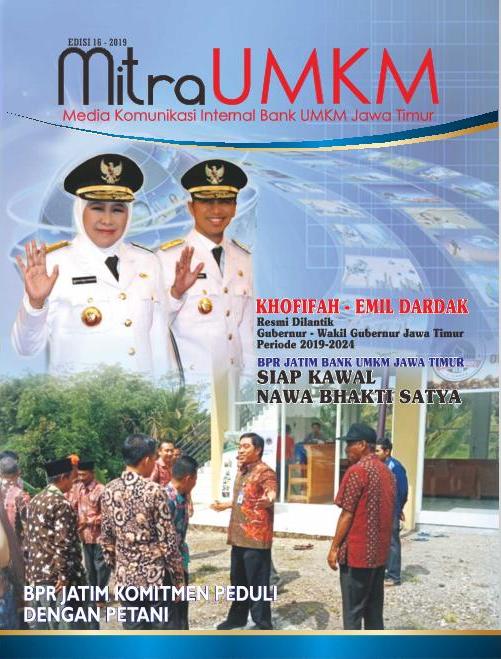 EDISI 16 - 2019
mitraUMKM
Media Komunikasi Internal Bank UMKM Jawa Timur
KHOFIFAH - EMIL DARDAK
Resmi Dilantik
Gubernur - Wakil Gubernur Jawa Timur
Periode 2019-2024
BPR JATIM BANK UMKM JAWA TIMUR
SIAP KAWAL
NAWA BHAKTI SATYA
BPR JATIM KOMITMEN PEDULI
DENGAN PETANI